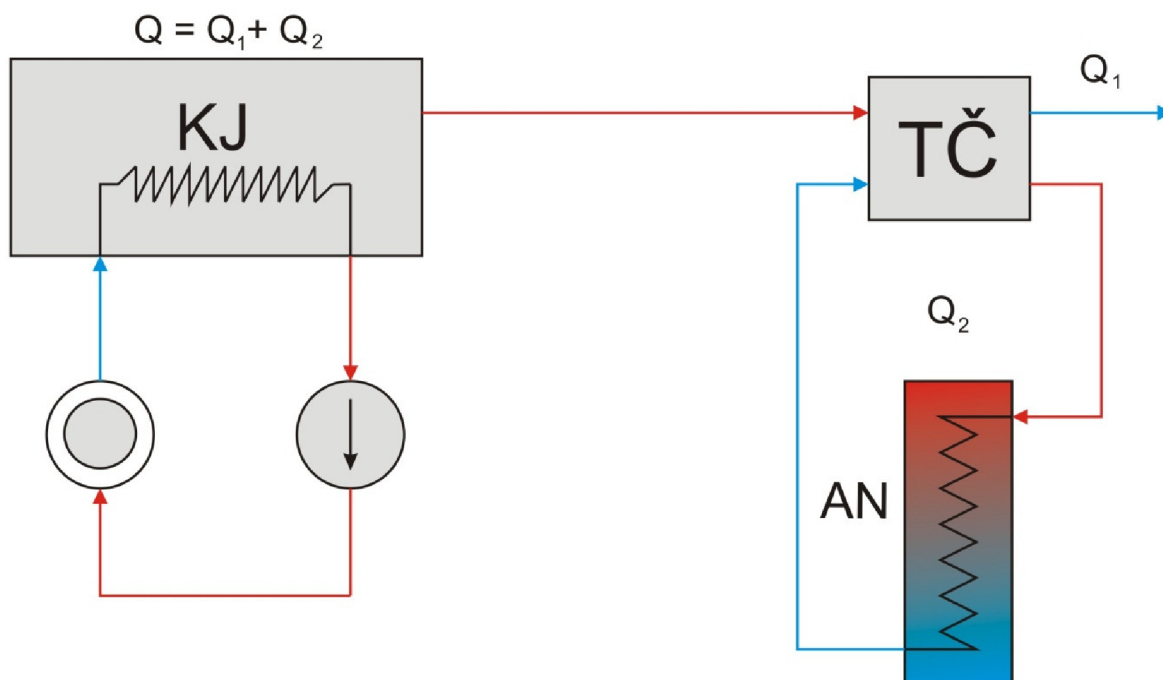 Q = Q₁+ Q₂
KJ
TČ
Q₁
Q₂
AN